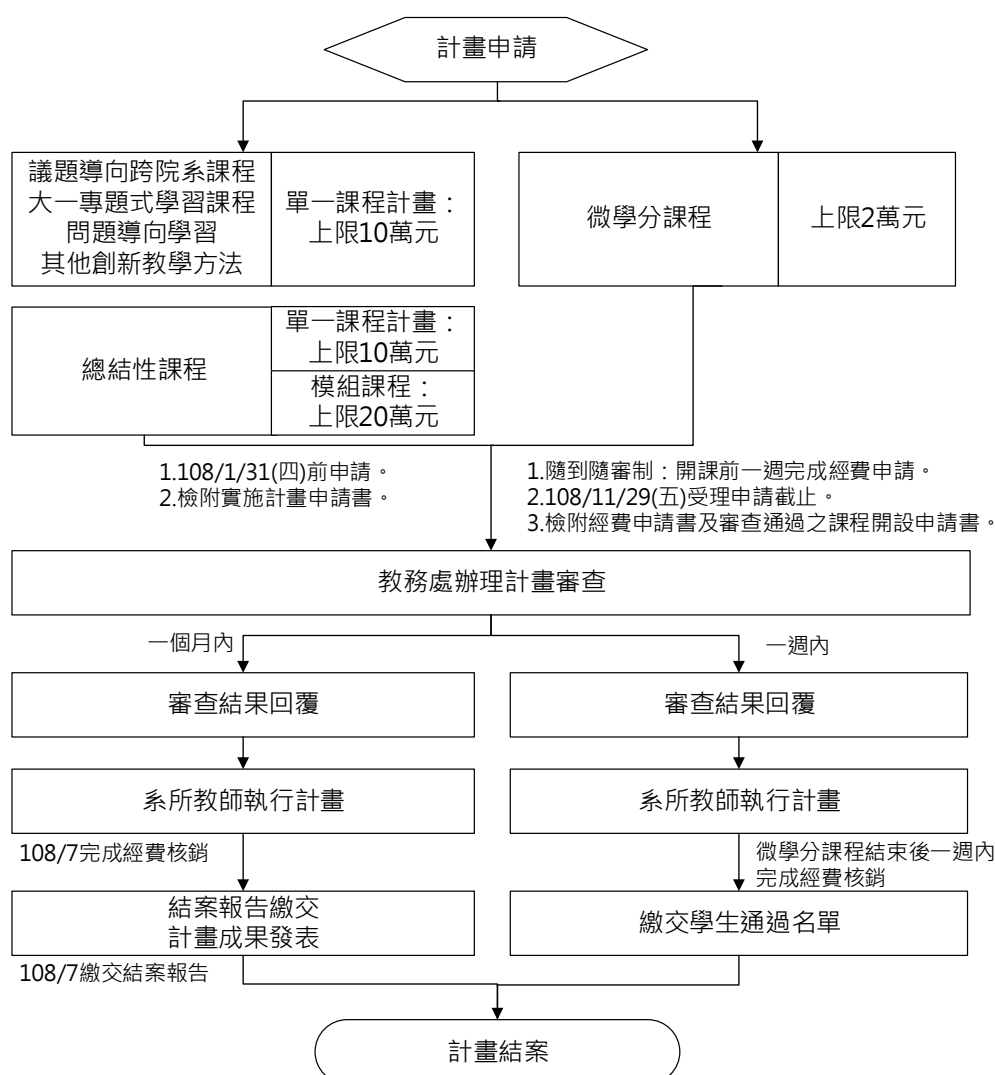 計畫申請
議題導向跨院系課程
大一專題式學習課程
問題導向學習
其他創新教學方法
單一課程計畫：
上限10萬元
微學分課程
上限2萬元
總結性課程
單一課程計畫：
上限10萬元
模組課程：
上限20萬元
1.108/1/31(四)前申請。
2.檢附實施計畫申請書。
1.隨到隨審制：開課前一週完成經費申請。
2.108/11/29(五)受理申請截止。
3.檢附經費申請書及審查通過之課程開設申請書。
教務處辦理計畫審查
一個月內
一週內
審查結果回覆
審查結果回覆
系所教師執行計畫
系所教師執行計畫
108/7完成經費核銷
微學分課程結束後一週內
完成經費核銷
結案報告繳交
計畫成果發表
繳交學生通過名單
108/7繳交結案報告
計畫結案